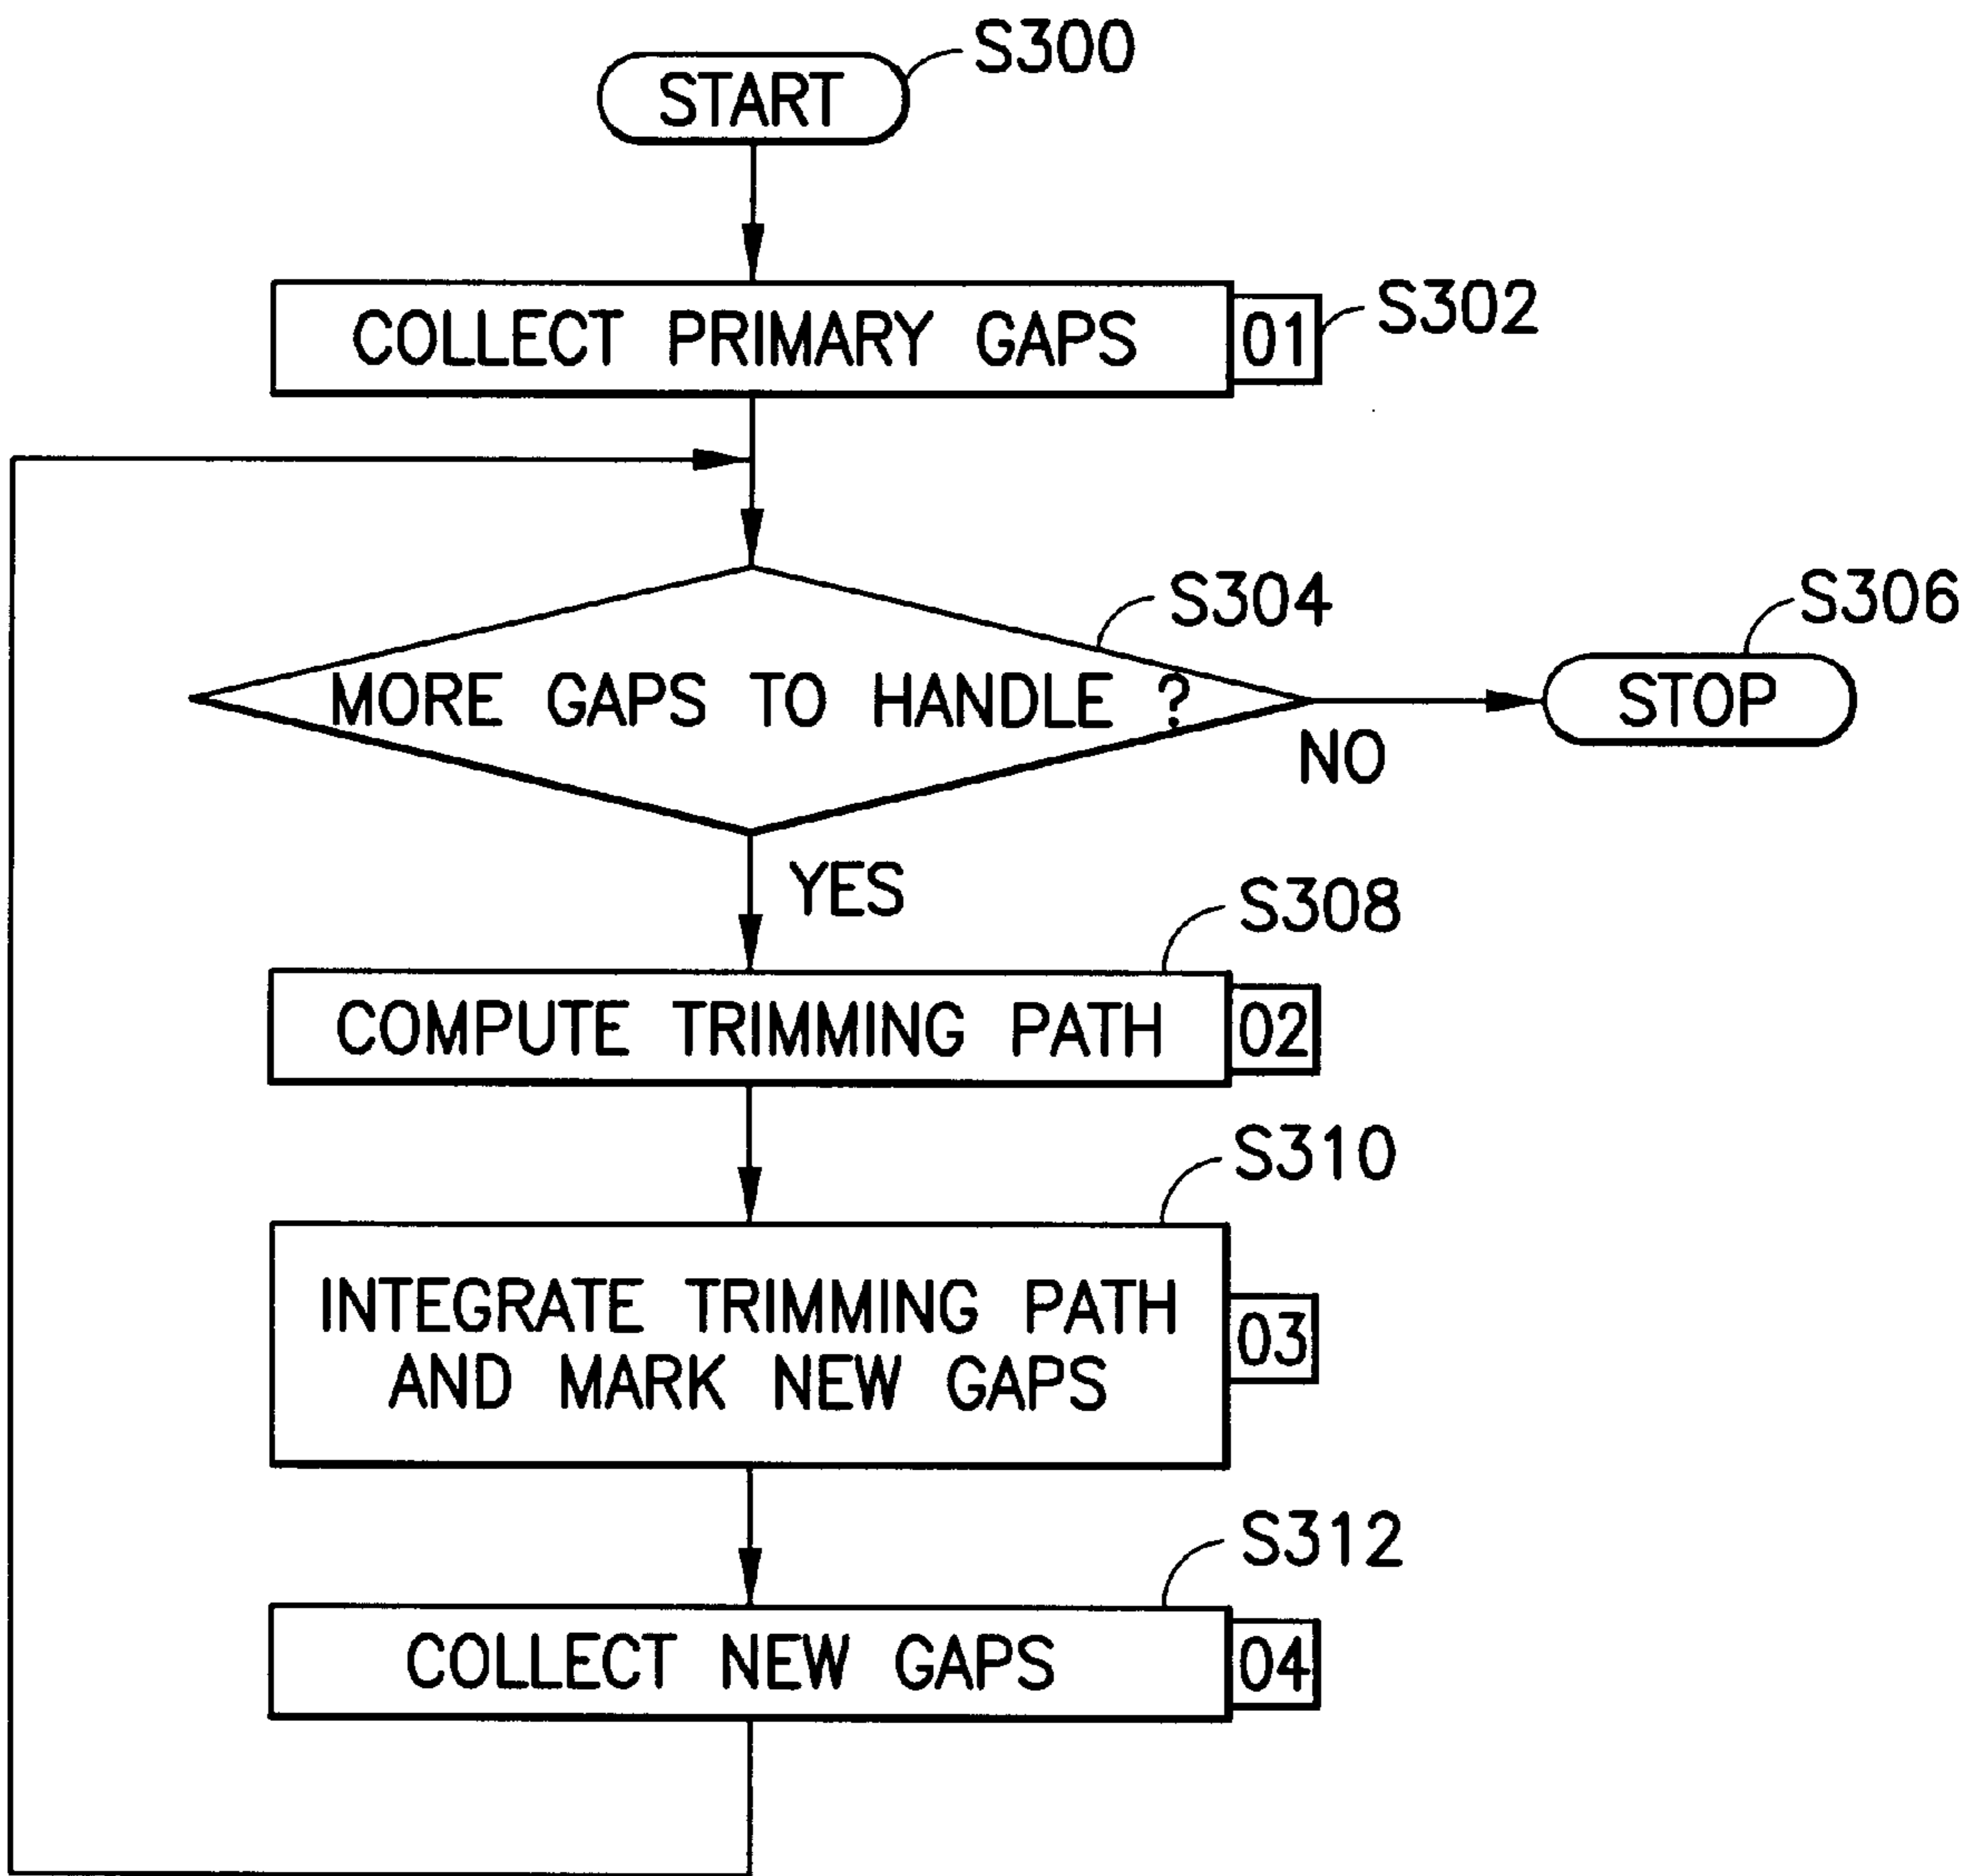 S300
START
COLLECT PRIMARY GAPS
01
S302
S304
S306
MORE GAPS TO HANDLE ?
STOP
NO
YES
S308
COMPUTE TRIMMING PATH
02
S310
INTEGRATE TRIMMING PATH
AND MARK NEW GAPS
03
S312
COLLECT NEW GAPS
04